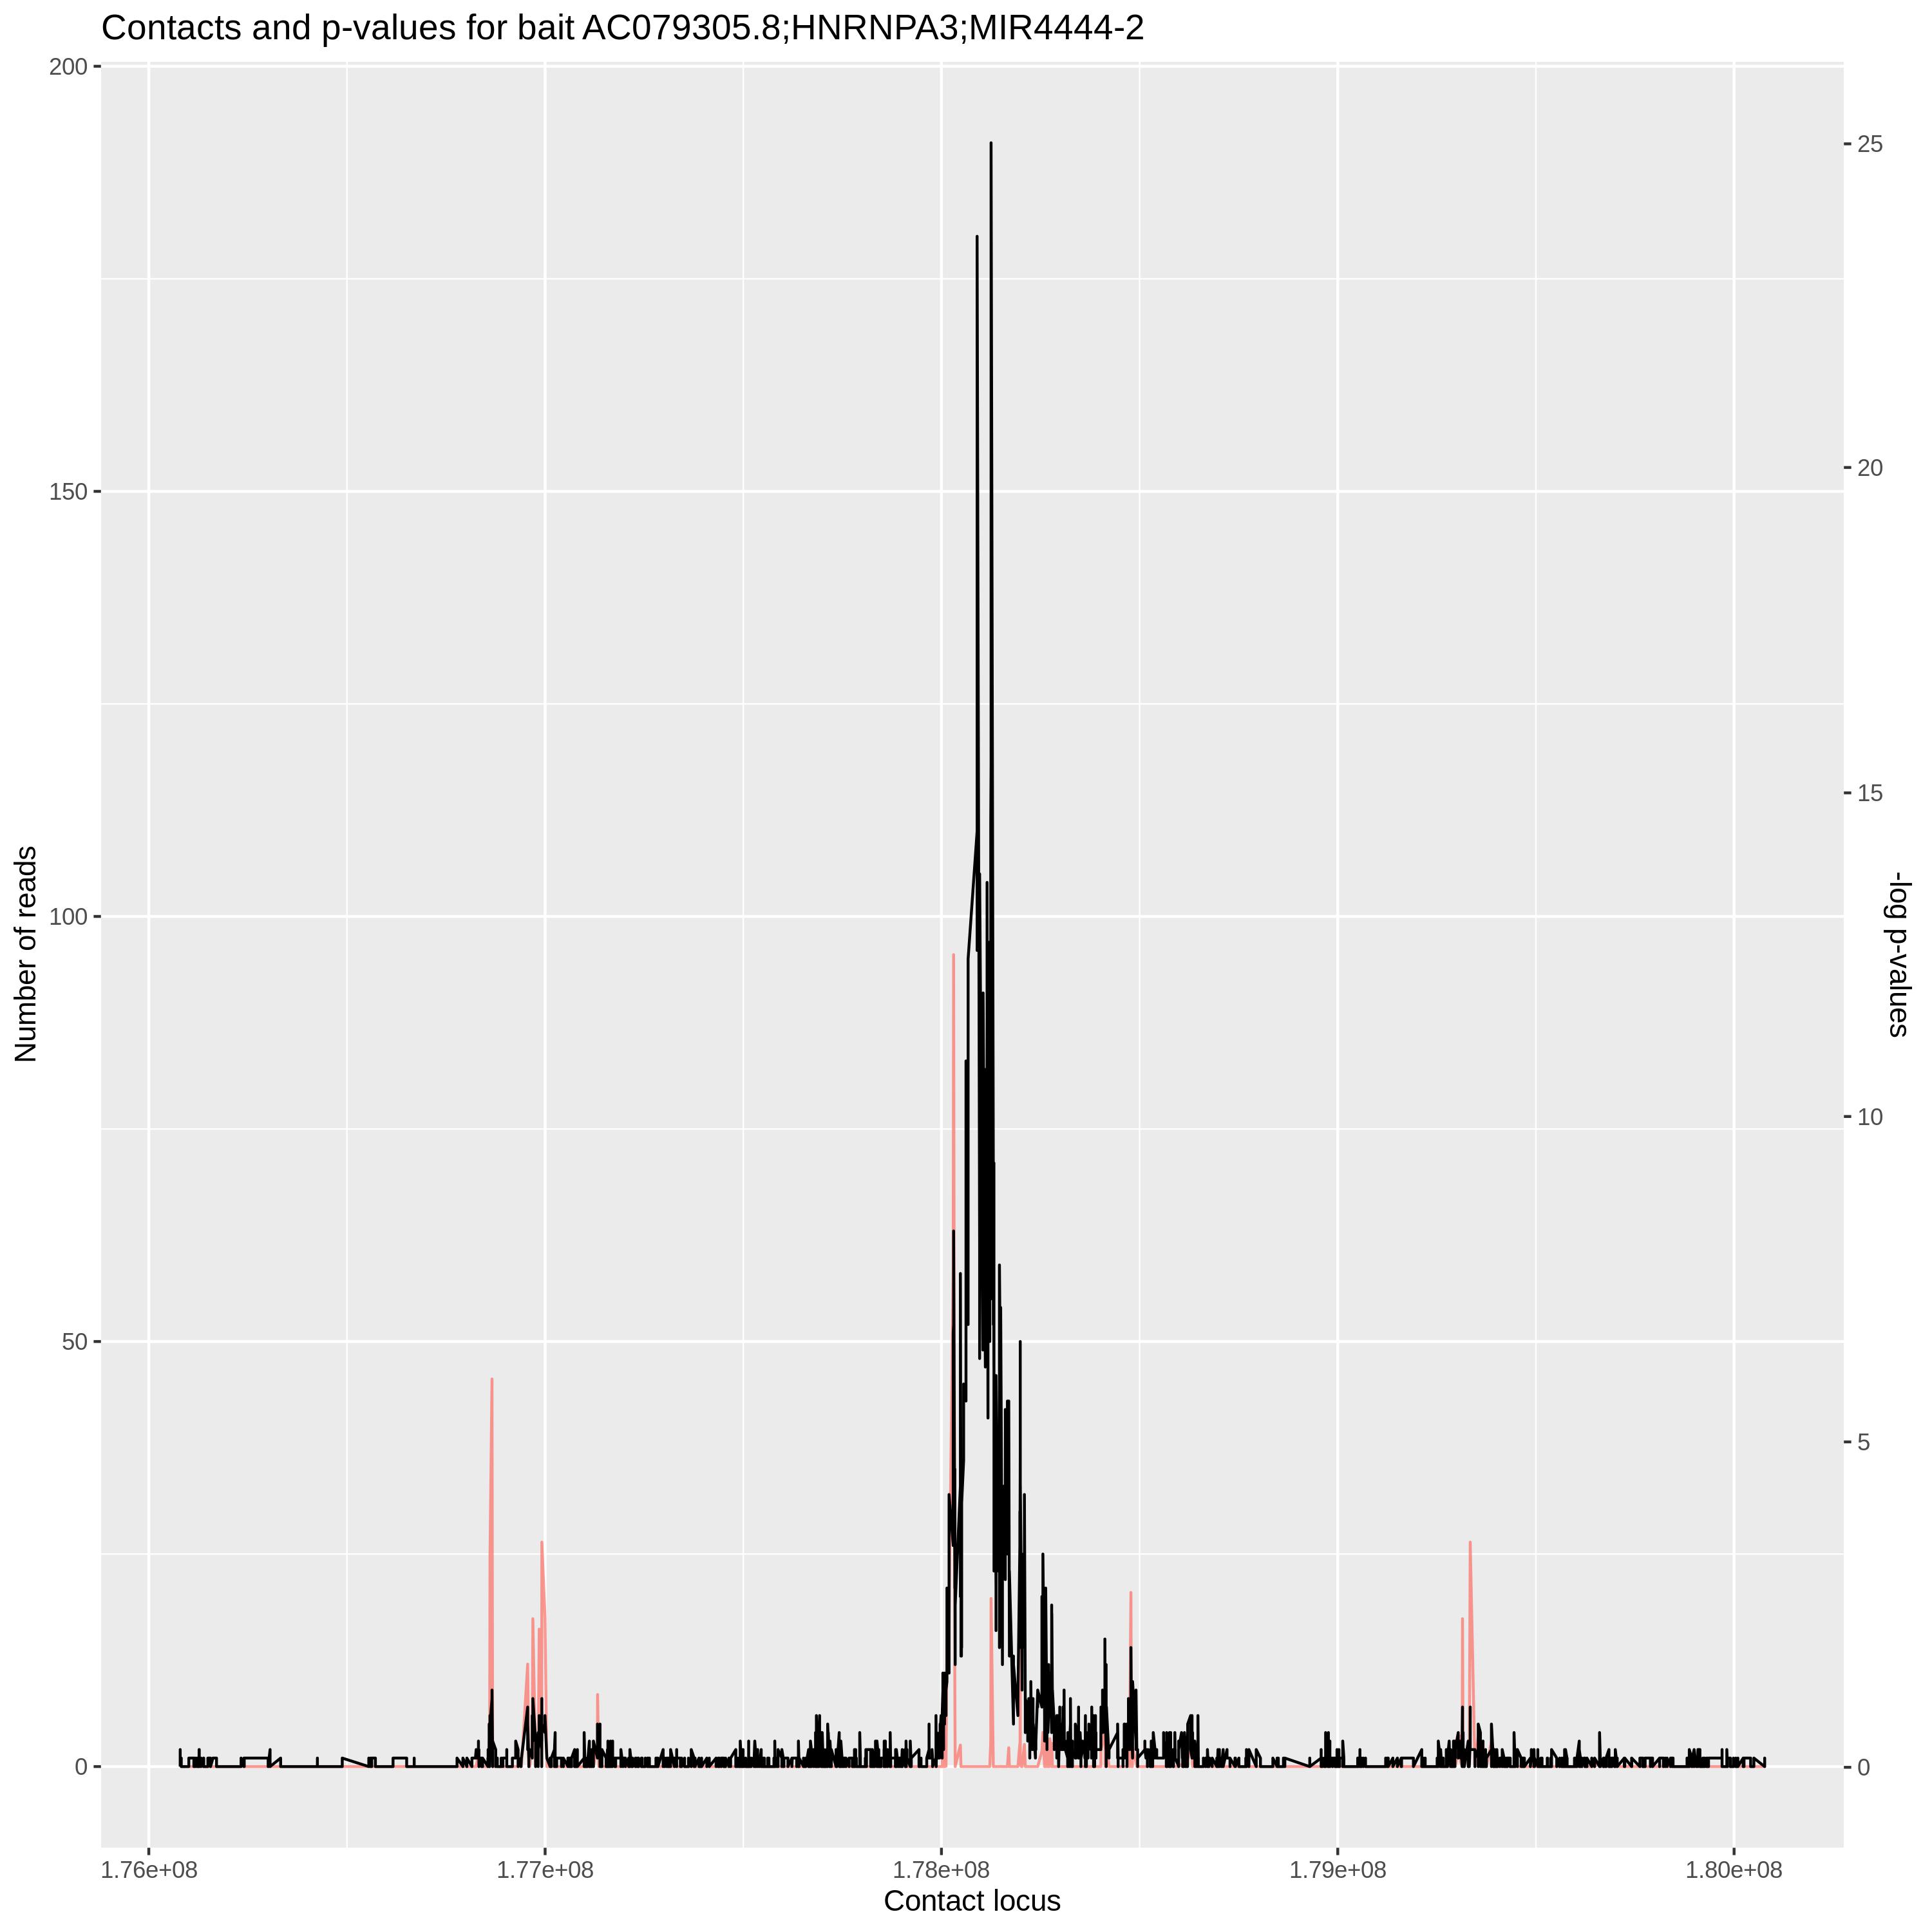 Contacts and p-values for bait AC079305.8;HNRNPA3;MIR4444-2
200
150
100
50
0
Number of reads
25
20
15
10
5
0
-log p-values
1.76e+08
1.77e+08
1.78e+08
1.79e+08
1.80e+08
Contact locus